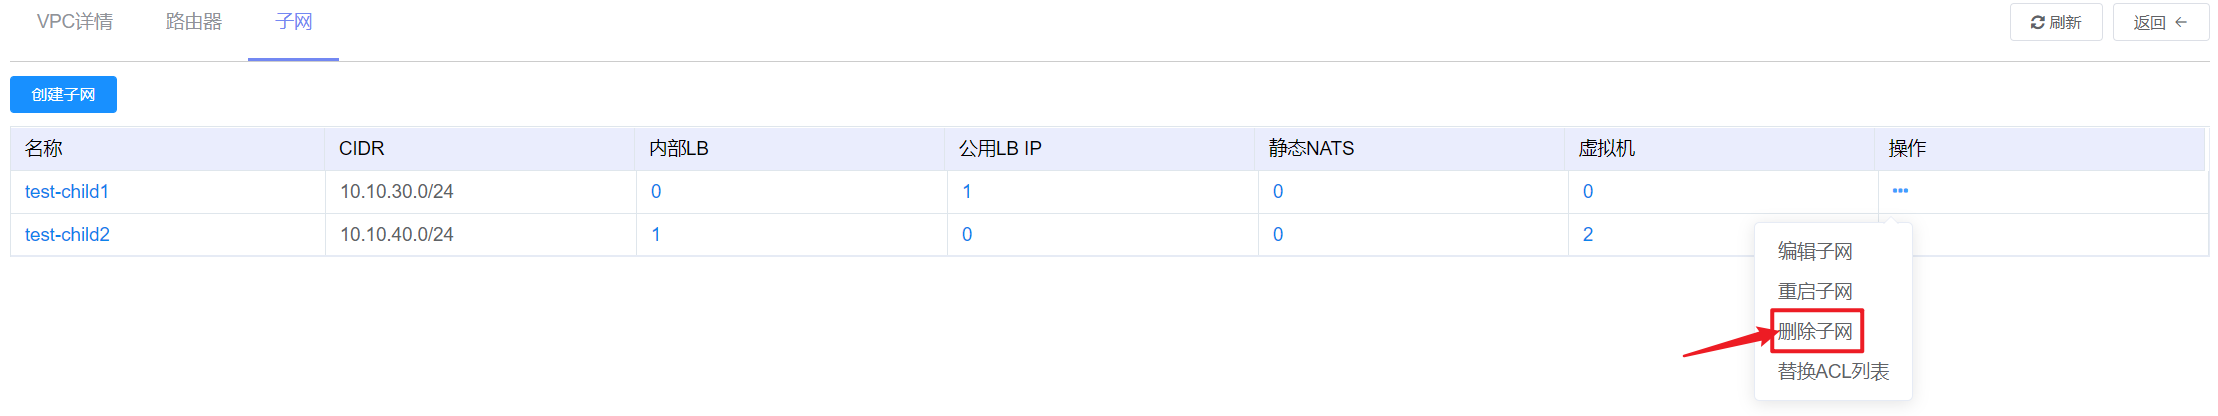 VPC详情 路由器 子网 刷新 返回 ←
创建子网
名称 CIDR 内部LB 公用LB IP 静态NATS 虚拟机 操作
test-child1 10.10.30.0/24 0 1 0 0 •••
test-child2 10.10.40.0/24 1 0 0 2
编辑子网
重启子网
删除子网
替换ACL列表